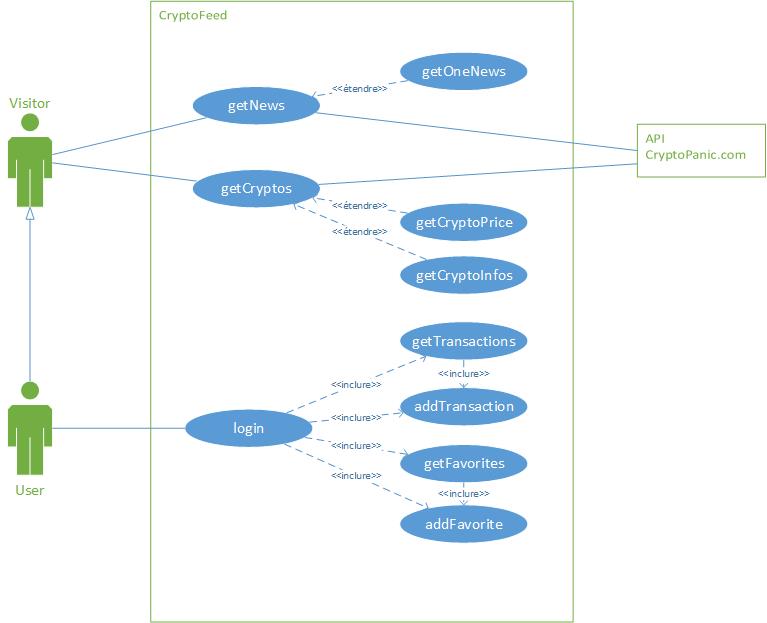 CryptoFeed
getOneNews
<<étendre>>
getNews
Visitor
API
CryptoPanic.com
getCryptos
<<étendre>>
getCryptoPrice
<<étendre>>
getCryptoInfos
getTransactions
<<inclure>>
<<inclure>>
addTransaction
<<inclure>>
login
<<inclure>>
getFavorites
<<inclure>>
<<inclure>>
addFavorite
User